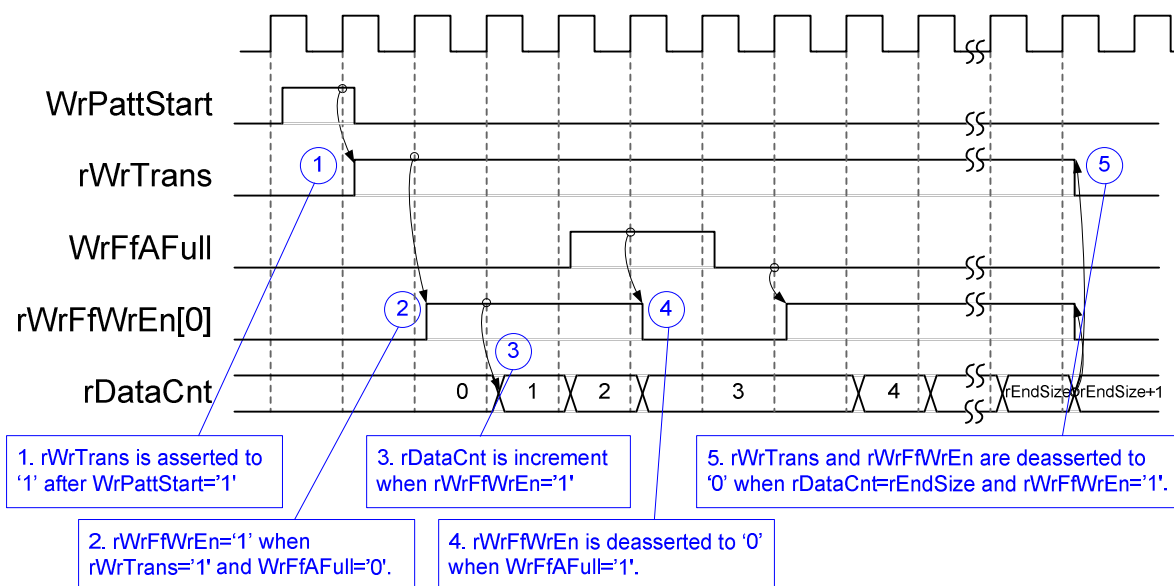 WrPattStart
rWrTrans
1
5
WrFfAFull
rWrFfWrEn[0]
2
4
3
rDataCnt
0
1
2
3
4
rEndSize
rEndSize+1
1. rWrTrans is asserted to
‘1’ after WrPattStart=’1'
3. rDataCnt is increment
when rWrFfWrEn=’1'
5. rWrTrans and rWrFfWrEn are deasserted to
‘0’ when rDataCnt=rEndSize and rWrFfWrEn=’1'.
2. rWrFfWrEn=‘1’ when
rWrTrans=’1' and WrFfAFull=’0’.
4. rWrFfWrEn is deasserted to ‘0’
when WrFfAFull=’1’.